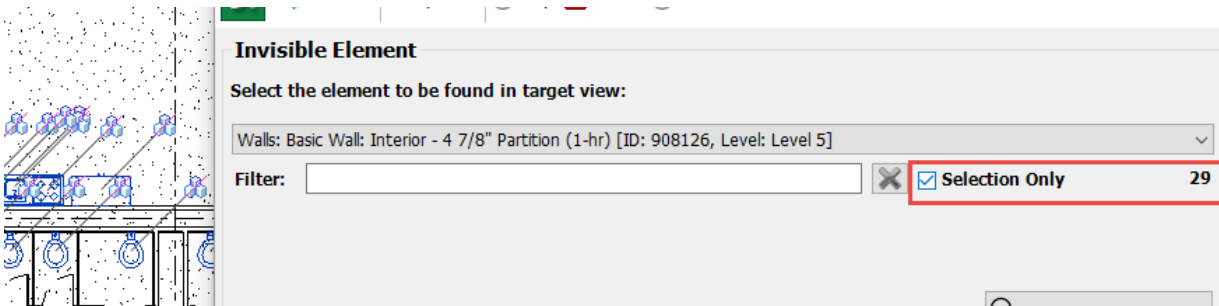 Invisible Element
Select the element to be found in target view:
Walls: Basic Wall: Interior - 4 7/8" Partition (1-hr) [ID: 908126, Level: Level 5]
Filter: Selection Only 29